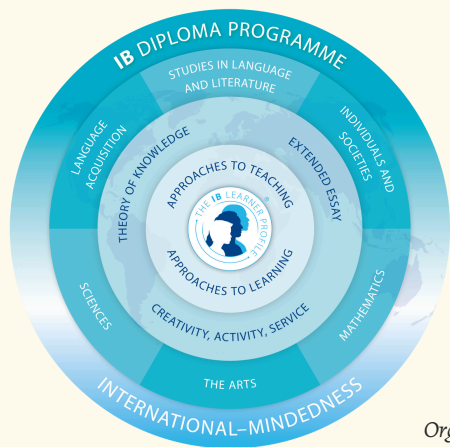 IB DIPLOMA PROGRAMME
STUDIES IN LANGUAGE
AND LITERATURE
LANGUAGE
ACQUISITION
INDIVIDUALS AND
SOCIETIES
THEORY OF KNOWLEDGE
EXTENDED ESSAY
APPROACHES TO TEACHING
THE IB LEARNER PROFILE
®
APPROACHES TO LEARNING
SCIENCES
MATHEMATICS
CREATIVITY, ACTIVITY, SERVICE
THE ARTS
INTERNATIONAL–MINDEDNESS
Org